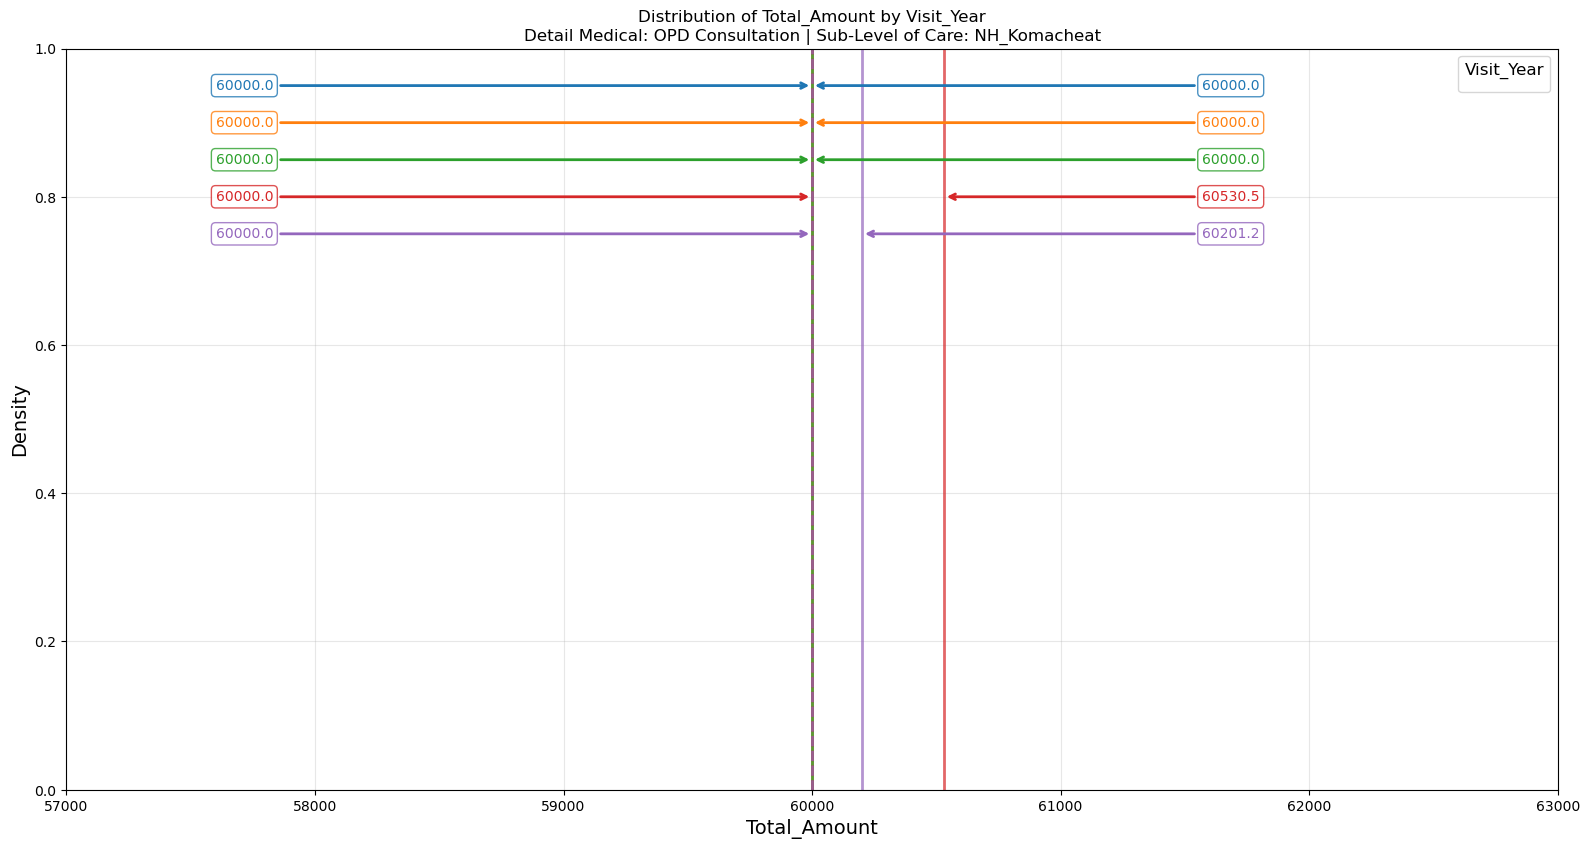 Distribution of Total_Amount by Visit_Year
Detail Medical: OPD Consultation | Sub-Level of Care: NH_Komacheat
Visit_Year
60000.0 60000.0
60000.0 60000.0
60000.0 60000.0
60000.0 60530.5
60000.0 60201.2
1.0
0.8
0.6
0.4
0.2
0.0
Density
57000 58000 59000 60000 61000 62000 63000
Total_Amount